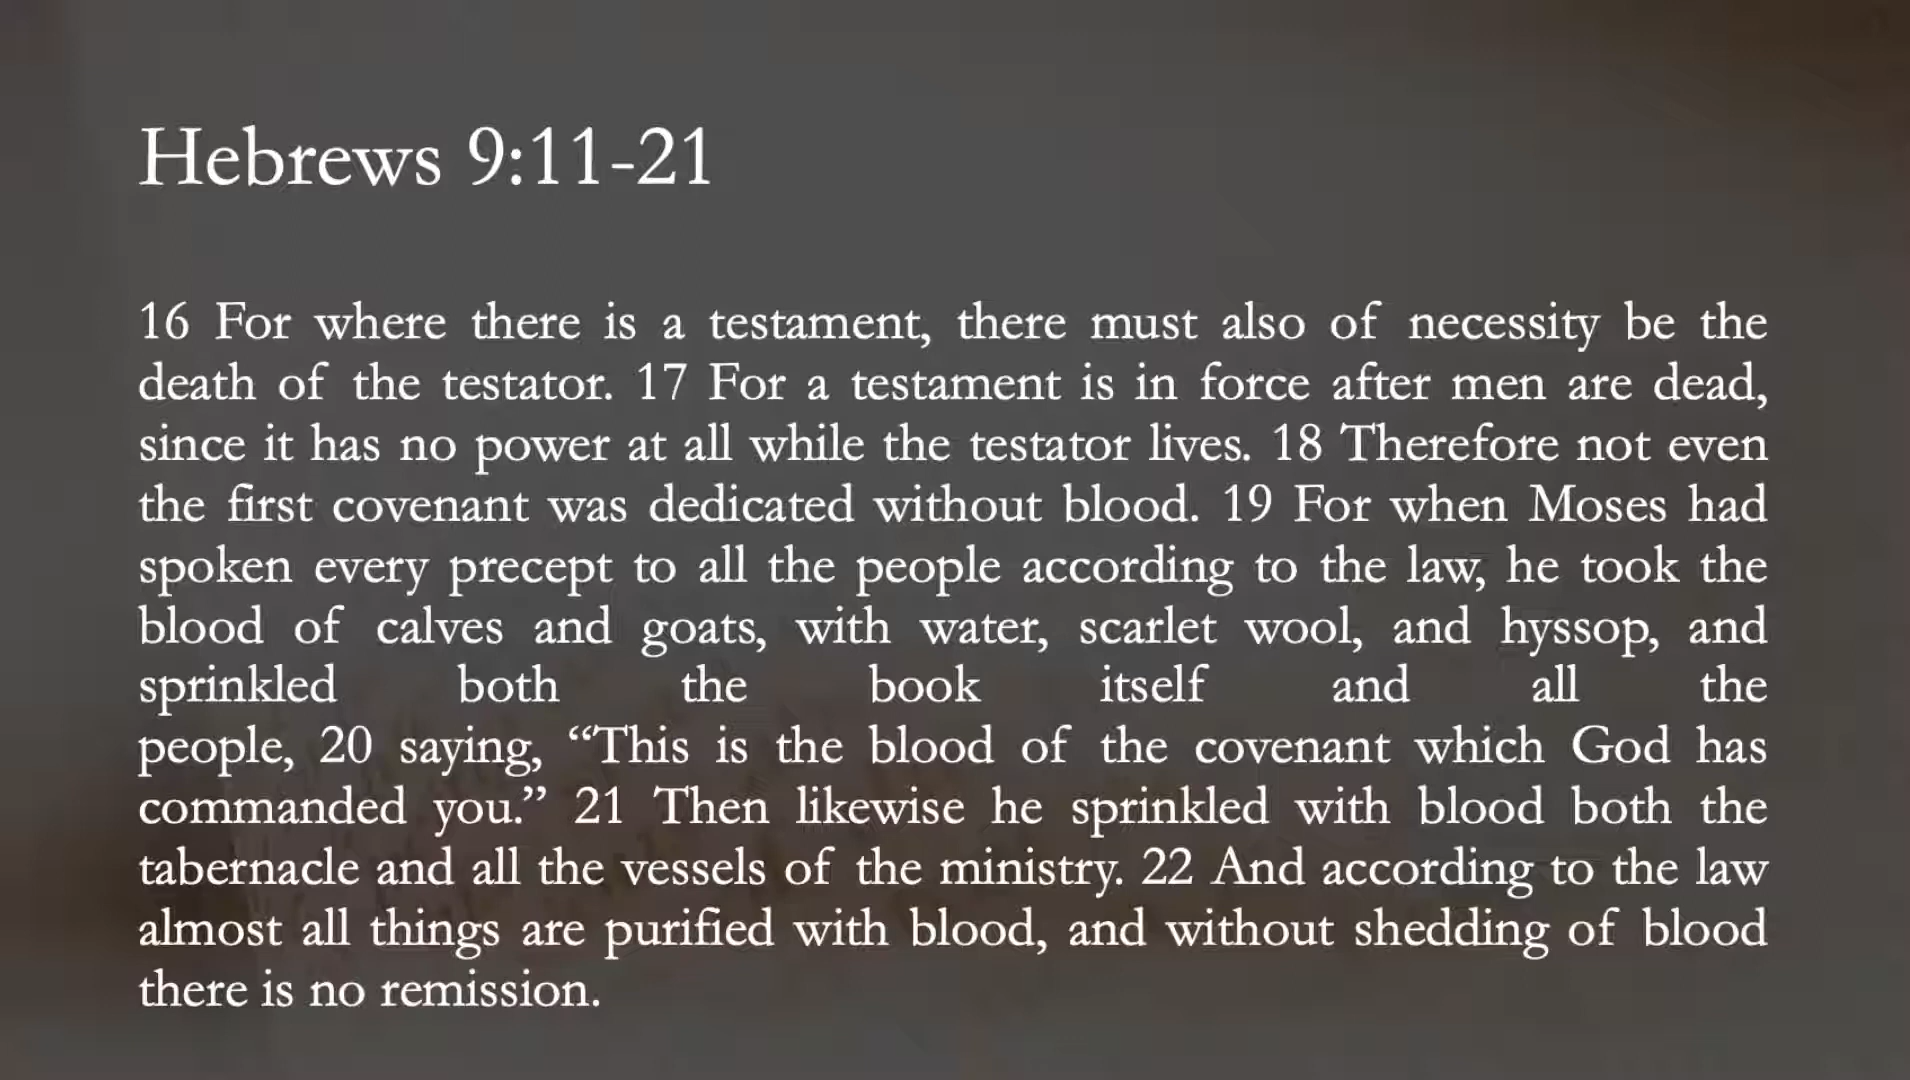 Hebrews 9:11-21
16 For where there is a testament, there must also of necessity be the
death of the testator. 17 For a testament is in force after men are dead,
since it has no power at all while the testator lives. 18 Therefore not even
the first covenant was dedicated without blood. 19 For when Moses had
spoken every precept to all the people according to the law, he took the
blood of calves and goats, with water, scarlet wool, and hyssop, and
sprinkled both the book itself and all the
people, 20 saying, “This is the blood of the covenant which God has
commanded you.” 21 Then likewise he sprinkled with blood both the
tabernacle and all the vessels of the ministry. 22 And according to the law
almost all things are purified with blood, and without shedding of blood
there is no remission.